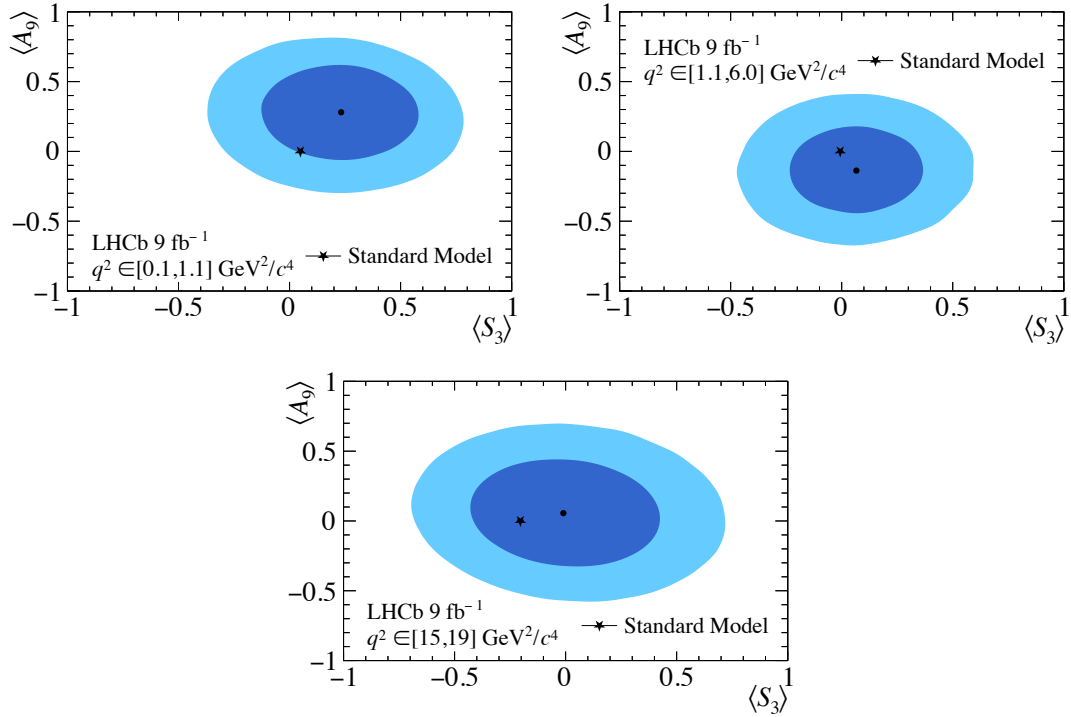 ⟨A₉⟩
1
0.5
0
−0.5
−1
LHCb 9 fb⁻¹
q² ∈[0.1,1.1] GeV²/c⁴
Standard Model
−1 −0.5 0 0.5 1
⟨S₃⟩
⟨A₉⟩
1
0.5
0
−0.5
−1
LHCb 9 fb⁻¹
q² ∈[1.1,6.0] GeV²/c⁴
Standard Model
−1 −0.5 0 0.5 1
⟨S₃⟩
⟨A₉⟩
1
0.5
0
−0.5
−1
LHCb 9 fb⁻¹
q² ∈[15,19] GeV²/c⁴
Standard Model
−1 −0.5 0 0.5 1
⟨S₃⟩